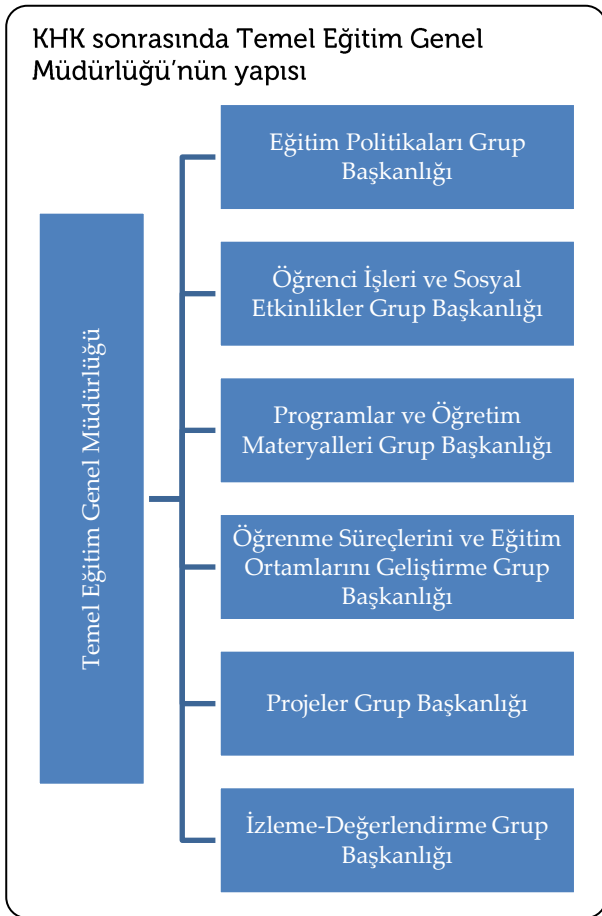 KHK sonrasında Temel Eğitim Genel
Müdürlüğü'nün yapısı
Temel Eğitim Genel Müdürlüğü
Eğitim Politikaları Grup
Başkanlığı
Öğrenci İşleri ve Sosyal
Etkinlikler Grup Başkanlığı
Programlar ve Öğretim
Materyalleri Grup Başkanlığı
Öğrenme Süreçlerini ve Eğitim
Ortamlarını Geliştirme Grup
Başkanlığı
Projeler Grup Başkanlığı
İzleme-Değerlendirme Grup
Başkanlığı